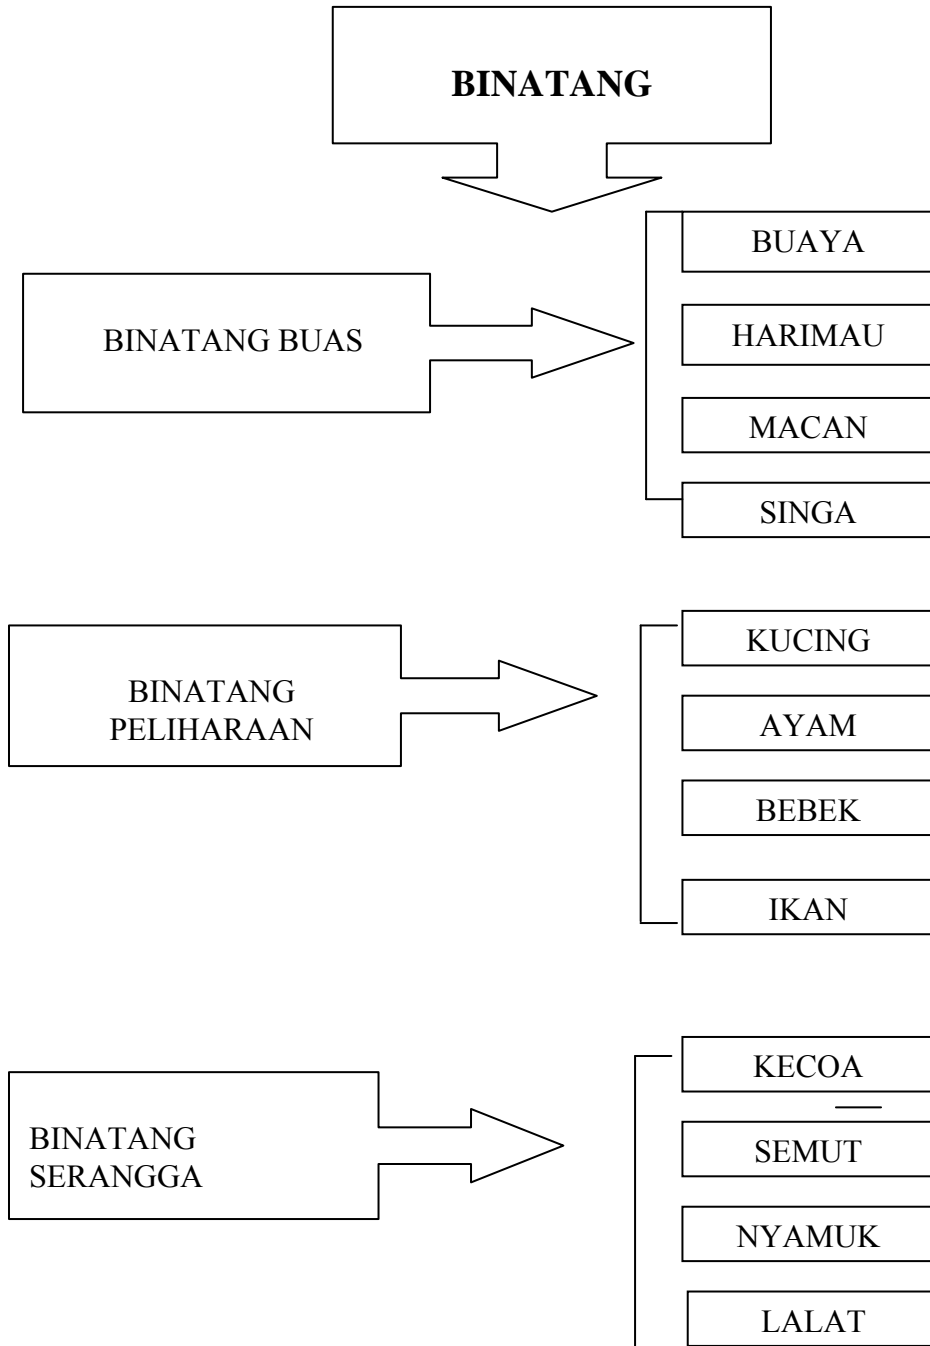 BINATANG
BINATANG BUAS
BUAYA
HARIMAU
MACAN
SINGA
BINATANG
PELIHARAAN
KUCING
AYAM
BEBEK
IKAN
BINATANG
SERANGGA
KECOA
SEMUT
NYAMUK
LALAT